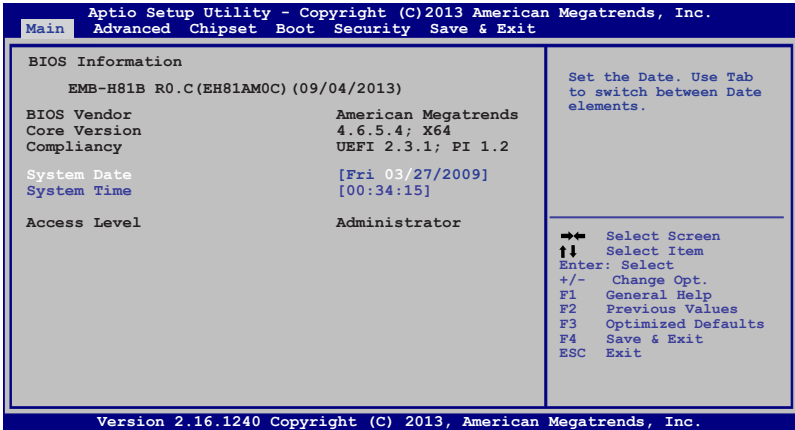 Aptio Setup Utility - Copyright (C)2013 American Megatrends, Inc.
Main Advanced Chipset Boot Security Save & Exit
BIOS Information
EMB-H81B R0.C(EH81AM0C)(09/04/2013)
BIOS Vendor American Megatrends
Core Version 4.6.5.4; X64
Compliancy UEFI 2.3.1; PI 1.2
System Date [Fri 03/27/2009]
System Time [00:34:15]
Access Level Administrator
Set the Date. Use Tab
to switch between Date
elements.
→← Select Screen
↑↓ Select Item
Enter: Select
+/- Change Opt.
F1 General Help
F2 Previous Values
F3 Optimized Defaults
F4 Save & Exit
ESC Exit
Version 2.16.1240 Copyright (C) 2013, American Megatrends, Inc.